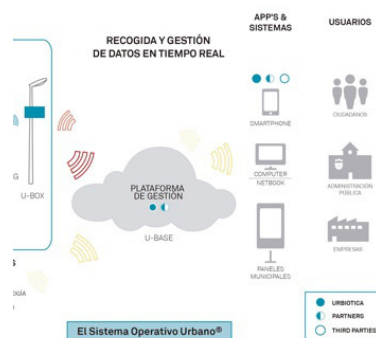 APP'S &
SISTEMAS
USUARIOS
RECOGIDA Y GESTIÓN
DE DATOS EN TIEMPO REAL
SMARTPHONE
CIUDADANOS
G
U-BOX
PLATAFORMA
DE GESTIÓN
U-BASE
COMPUTER
NETBOOK
ADMINISTRACIÓN
PÚBLICA
PANELES
MUNICIPALES
EMPRESAS
S
OGÍA
URBIOTICA
PARTNERS
THIRD PARTIES
El Sistema Operativo Urbano®